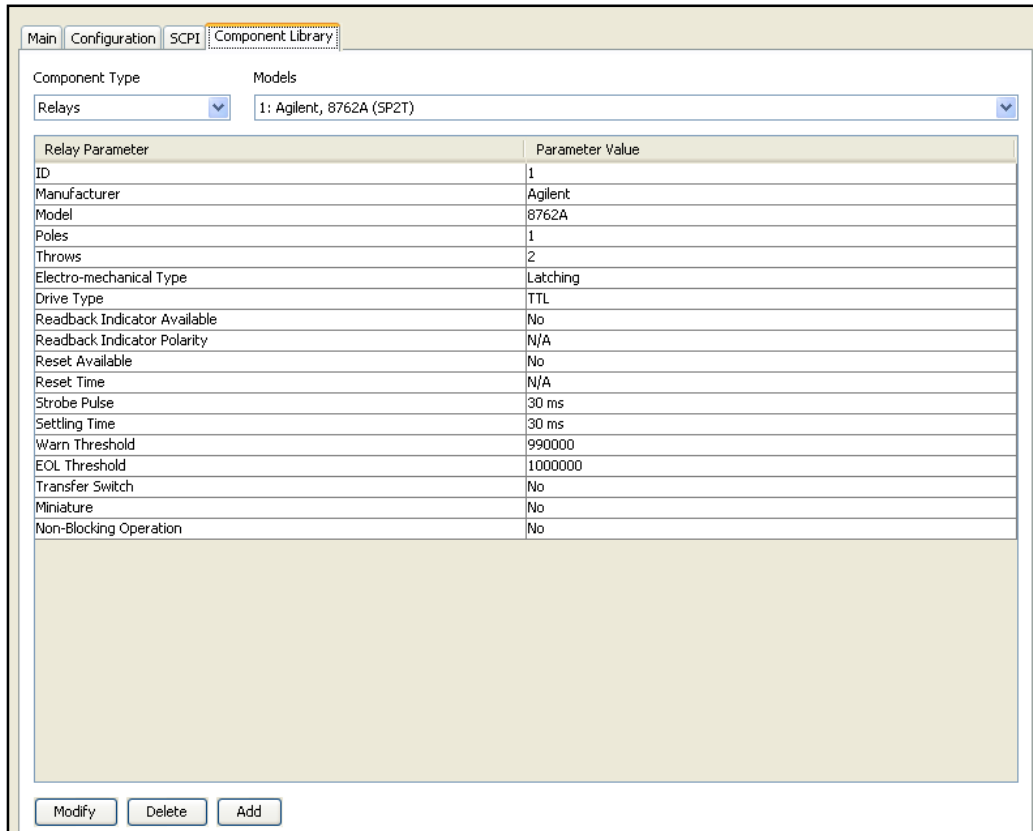 Main Configuration SCPI Component Library
Component Type Models
Relays 1: Agilent, 8762A (SP2T)
Relay Parameter Parameter Value
ID 1
Manufacturer Agilent
Model 8762A
Poles 1
Throws 2
Electro-mechanical Type Latching
Drive Type TTL
Readback Indicator Available No
Readback Indicator Polarity N/A
Reset Available No
Reset Time N/A
Strobe Pulse 30 ms
Settling Time 30 ms
Warn Threshold 990000
EOL Threshold 1000000
Transfer Switch No
Miniature No
Non-Blocking Operation No
Modify Delete Add